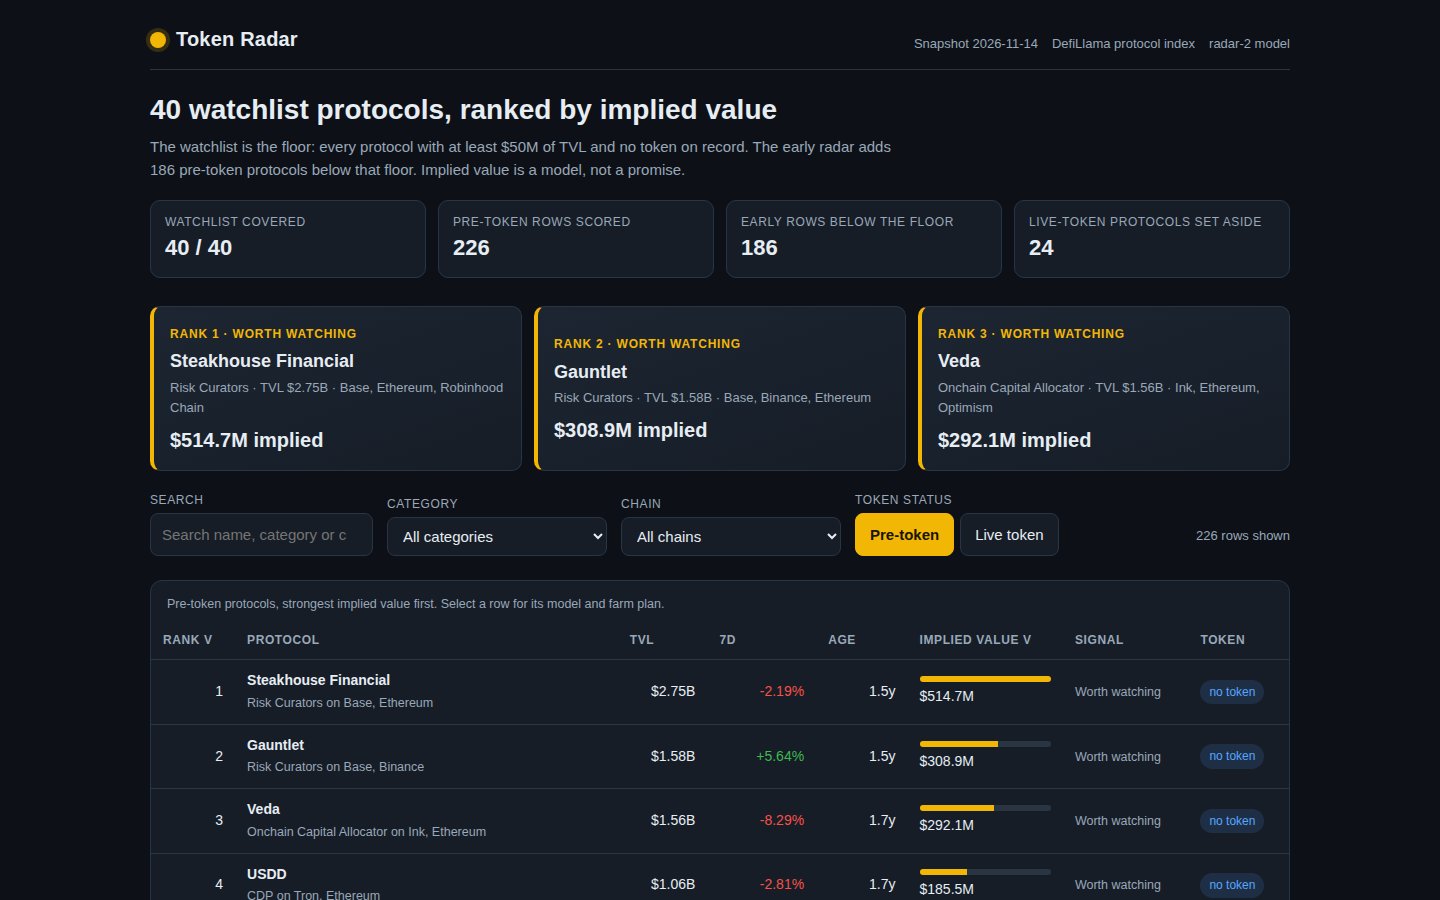 Token Radar
Snapshot 2026-11-14 DefiLlama protocol index radar-2 model
40 watchlist protocols, ranked by implied value
The watchlist is the floor: every protocol with at least $50M of TVL and no token on record. The early radar adds
186 pre-token protocols below that floor. Implied value is a model, not a promise.
WATCHLIST COVERED
40 / 40
PRE-TOKEN ROWS SCORED
226
EARLY ROWS BELOW THE FLOOR
186
LIVE-TOKEN PROTOCOLS SET ASIDE
24
RANK 1 · WORTH WATCHING
Steakhouse Financial
Risk Curators · TVL $2.75B · Base, Ethereum, Robinhood
Chain
$514.7M implied
RANK 2 · WORTH WATCHING
Gauntlet
Risk Curators · TVL $1.58B · Base, Binance, Ethereum
$308.9M implied
RANK 3 · WORTH WATCHING
Veda
Onchain Capital Allocator · TVL $1.56B · Ink, Ethereum,
Optimism
$292.1M implied
SEARCH
Search name, category or c
CATEGORY
All categories
CHAIN
All chains
TOKEN STATUS
Pre-token Live token
226 rows shown
Pre-token protocols, strongest implied value first. Select a row for its model and farm plan.
RANK V PROTOCOL TVL 7D AGE IMPLIED VALUE V SIGNAL TOKEN
1 Steakhouse Financial $2.75B -2.19% 1.5y $514.7M Worth watching no token
Risk Curators on Base, Ethereum
2 Gauntlet $1.58B +5.64% 1.5y $308.9M Worth watching no token
Risk Curators on Base, Binance
3 Veda $1.56B -8.29% 1.7y $292.1M Worth watching no token
Onchain Capital Allocator on Ink, Ethereum
4 USDD $1.06B -2.81% 1.7y $185.5M Worth watching no token
CDP on Tron, Ethereum